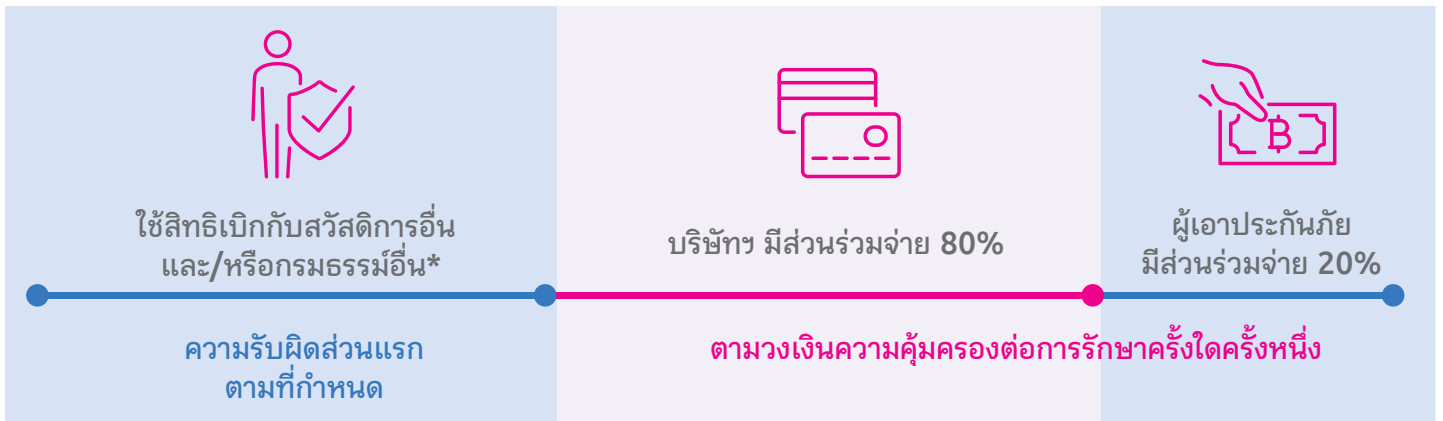 ใช้สิทธิเบิกกับสวัสดิการอื่น
และ/หรือกรมธรรม์อื่น*
บริษัทฯ มีส่วนร่วมจ่าย 80%
ผู้เอาประกันภัย
มีส่วนร่วมจ่าย 20%
ความรับผิดส่วนแรก
ตามที่กำหนด
ตามวงเงินความคุ้มครองต่อการรักษาครั้งใดครั้งหนึ่ง